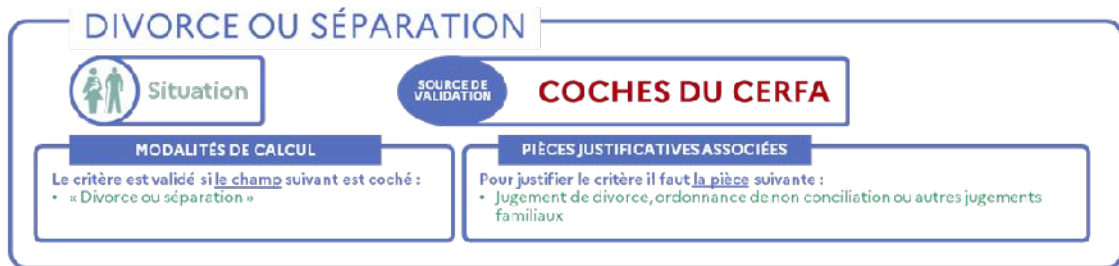 DIVORCE OU SÉPARATION
Situation
SOURCE DE
VALIDATION
COCHES DU CERFA
MODALITÉS DE CALCUL
Le critère est validé si le champ suivant est coché :
• « Divorce ou séparation »
PIÈCES JUSTIFICATIVES ASSOCIÉES
Pour justifier le critère il faut la pièce suivante :
• Jugement de divorce, ordonnance de non conciliation ou autres jugements
familiaux